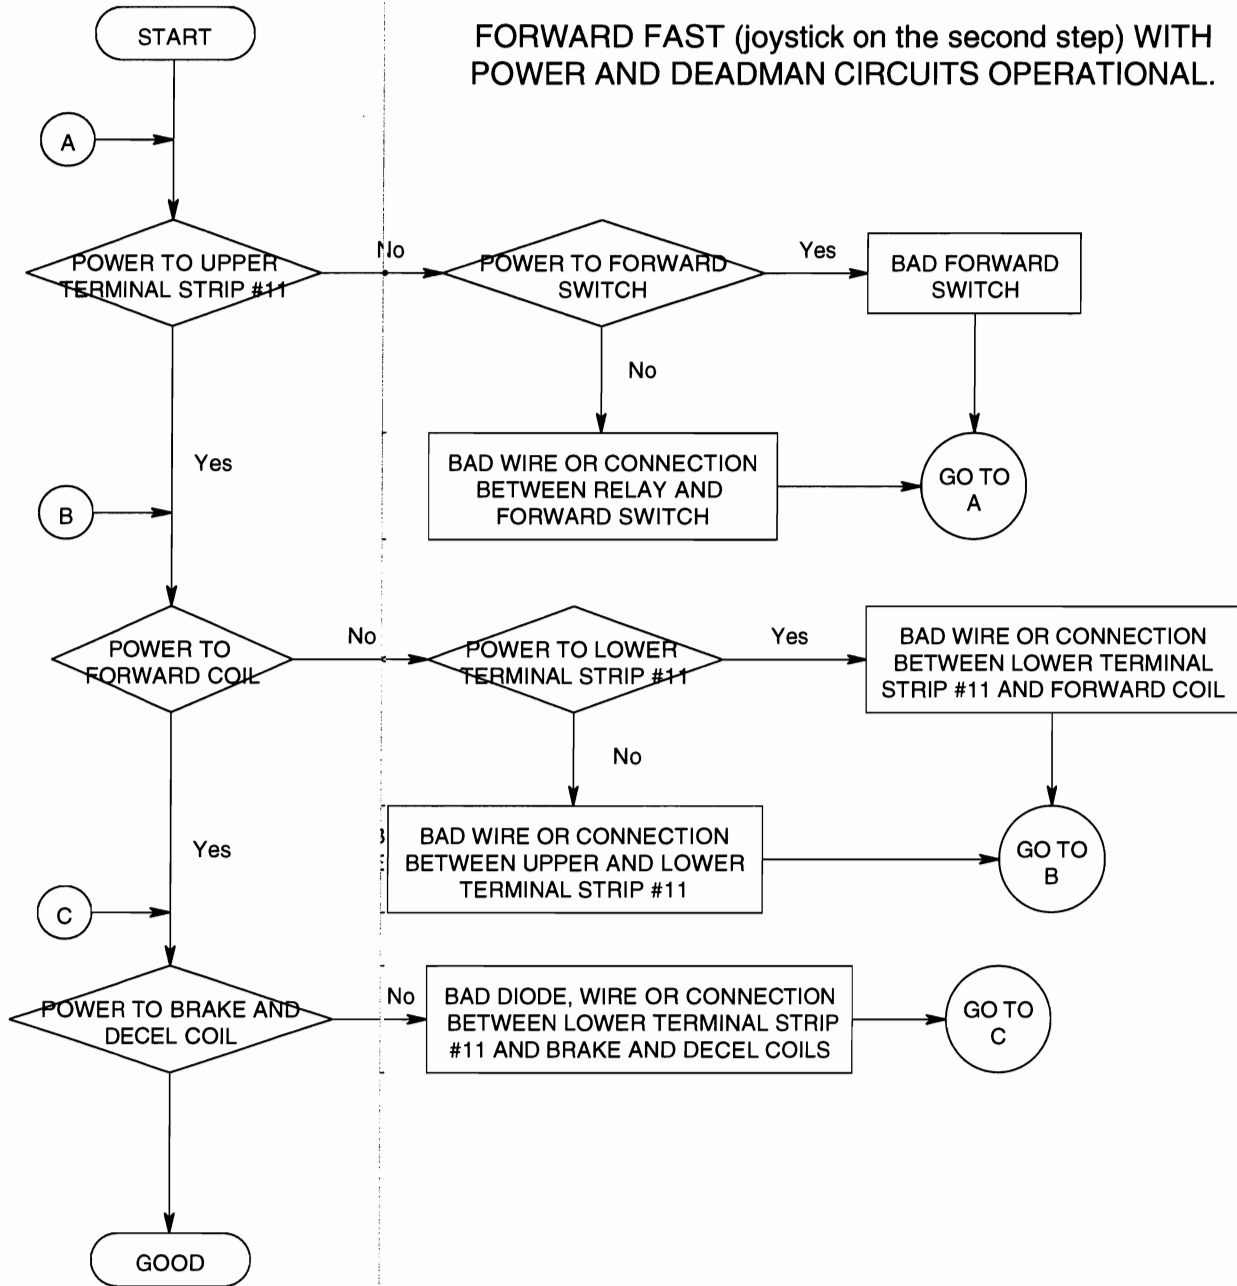 FORWARD FAST (joystick on the second step) WITH
POWER AND DEADMAN CIRCUITS OPERATIONAL.
START
A
POWER TO UPPER
TERMINAL STRIP #11
No
POWER TO FORWARD
SWITCH
Yes
BAD FORWARD
SWITCH
No
BAD WIRE OR CONNECTION
BETWEEN RELAY AND
FORWARD SWITCH
GO TO
A
Yes
B
POWER TO
FORWARD COIL
No
POWER TO LOWER
TERMINAL STRIP #11
Yes
BAD WIRE OR CONNECTION
BETWEEN LOWER TERMINAL
STRIP #11 AND FORWARD COIL
No
BAD WIRE OR CONNECTION
BETWEEN UPPER AND LOWER
TERMINAL STRIP #11
GO TO
B
Yes
C
POWER TO BRAKE AND
DECEL COIL
No
BAD DIODE, WIRE OR CONNECTION
BETWEEN LOWER TERMINAL STRIP
#11 AND BRAKE AND DECEL COILS
GO TO
C
GOOD